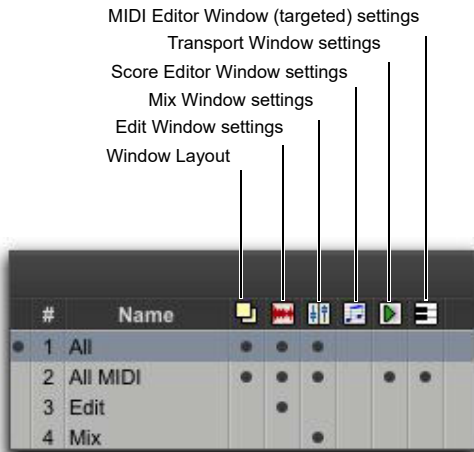 MIDI Editor Window (targeted) settings
Transport Window settings
Score Editor Window settings
Mix Window settings
Edit Window settings
Window Layout
# Name
1 All
2 All MIDI
3 Edit
4 Mix